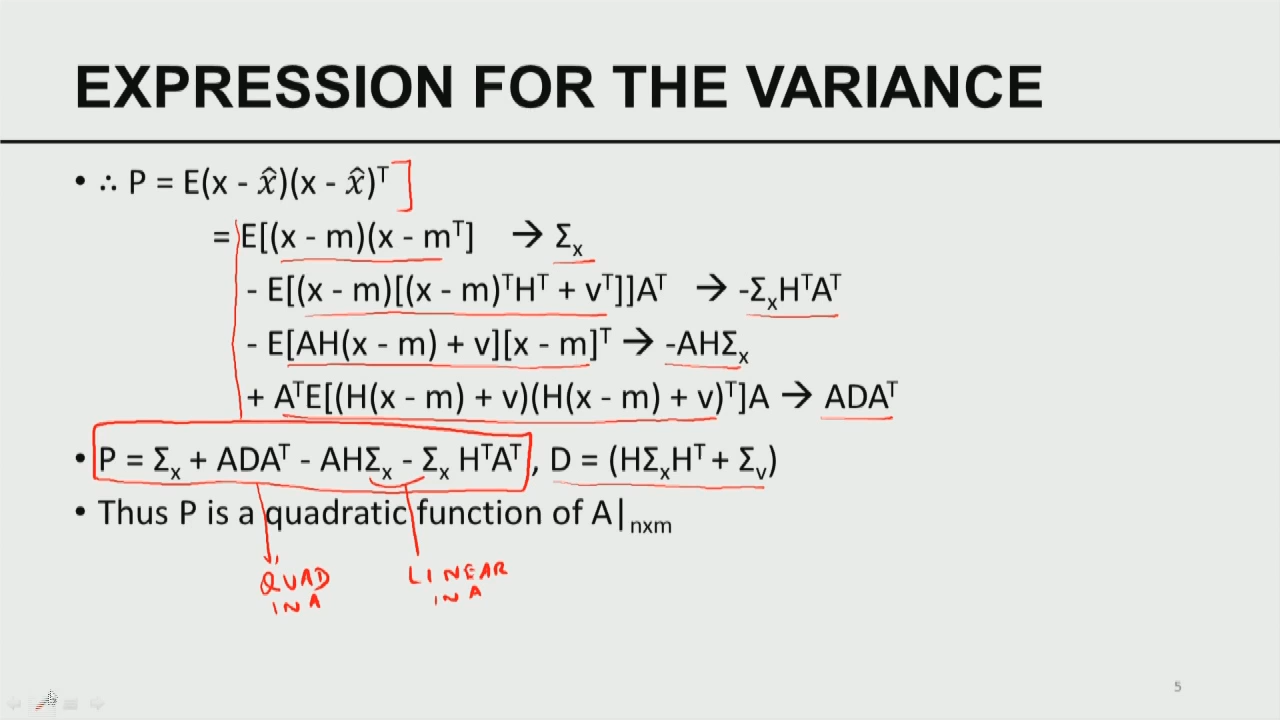 EXPRESSION FOR THE VARIANCE
• ∴ P = E(x - x̂)(x - x̂)ᵀ ]
= E[(x - m)(x - mᵀ] → Σₓ
- E[(x - m)[(x - m)ᵀHᵀ + vᵀ]]Aᵀ → -ΣₓHᵀAᵀ
- E[AH(x - m) + v][x - m]ᵀ → -AHΣₓ
+ AᵀE[(H(x - m) + v)(H(x - m) + v)ᵀ]A → ADAᵀ
• P = Σₓ + ADAᵀ - AHΣₓ - Σₓ HᵀAᵀ, D = (HΣₓHᵀ + Σᵥ)
• Thus P is a quadratic function of A|ₙₓₘ
QUAD LINEAR
IN A IN A
5